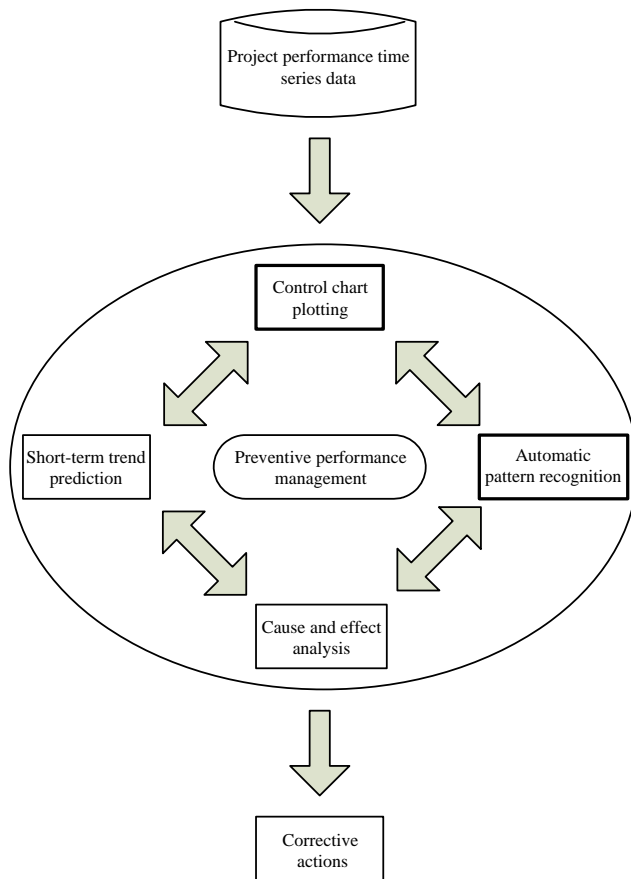 Project performance time
series data
Control chart
plotting
Short-term trend
prediction
Preventive performance
management
Automatic
pattern recognition
Cause and effect
analysis
Corrective
actions